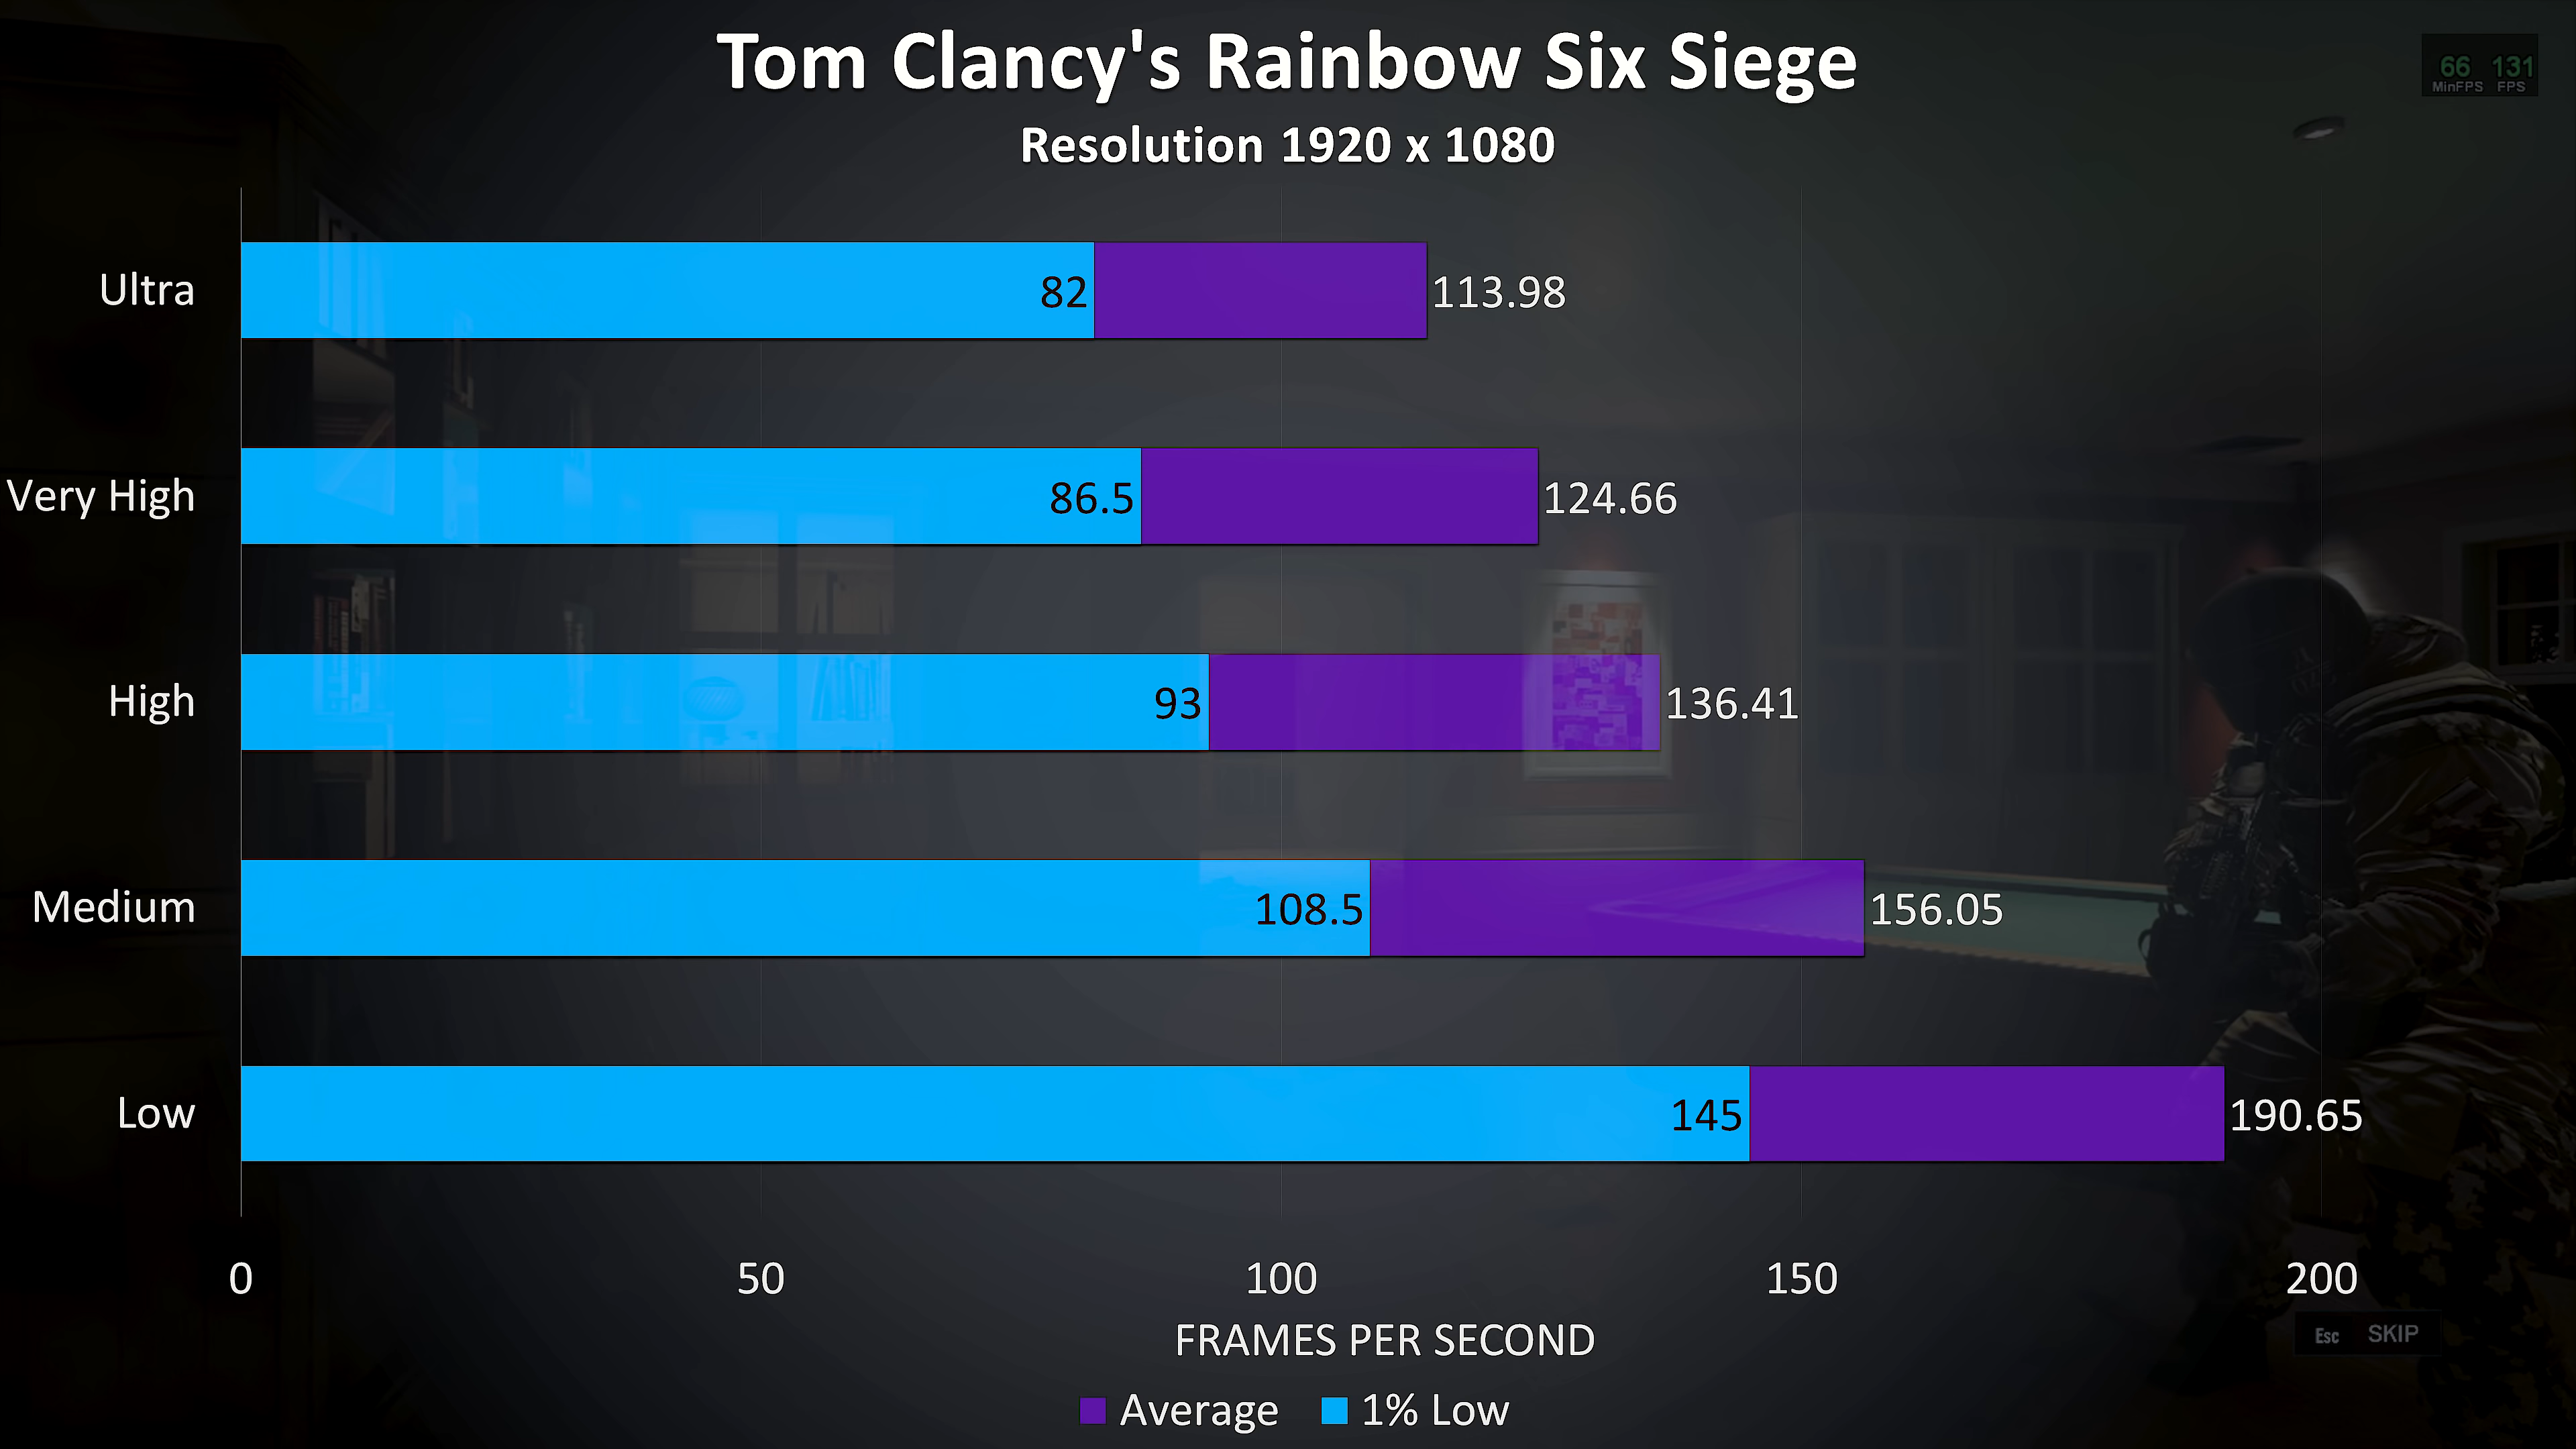 Tom Clancy's Rainbow Six Siege
66 131
MinFPS FPS
Resolution 1920 x 1080
Ultra 82 113.98
Very High 86.5 124.66
High 93 136.41
Medium 108.5 156.05
Low 145 190.65
0 50 100 150 200
FRAMES PER SECOND
Esc SKIP
Average 1% Low